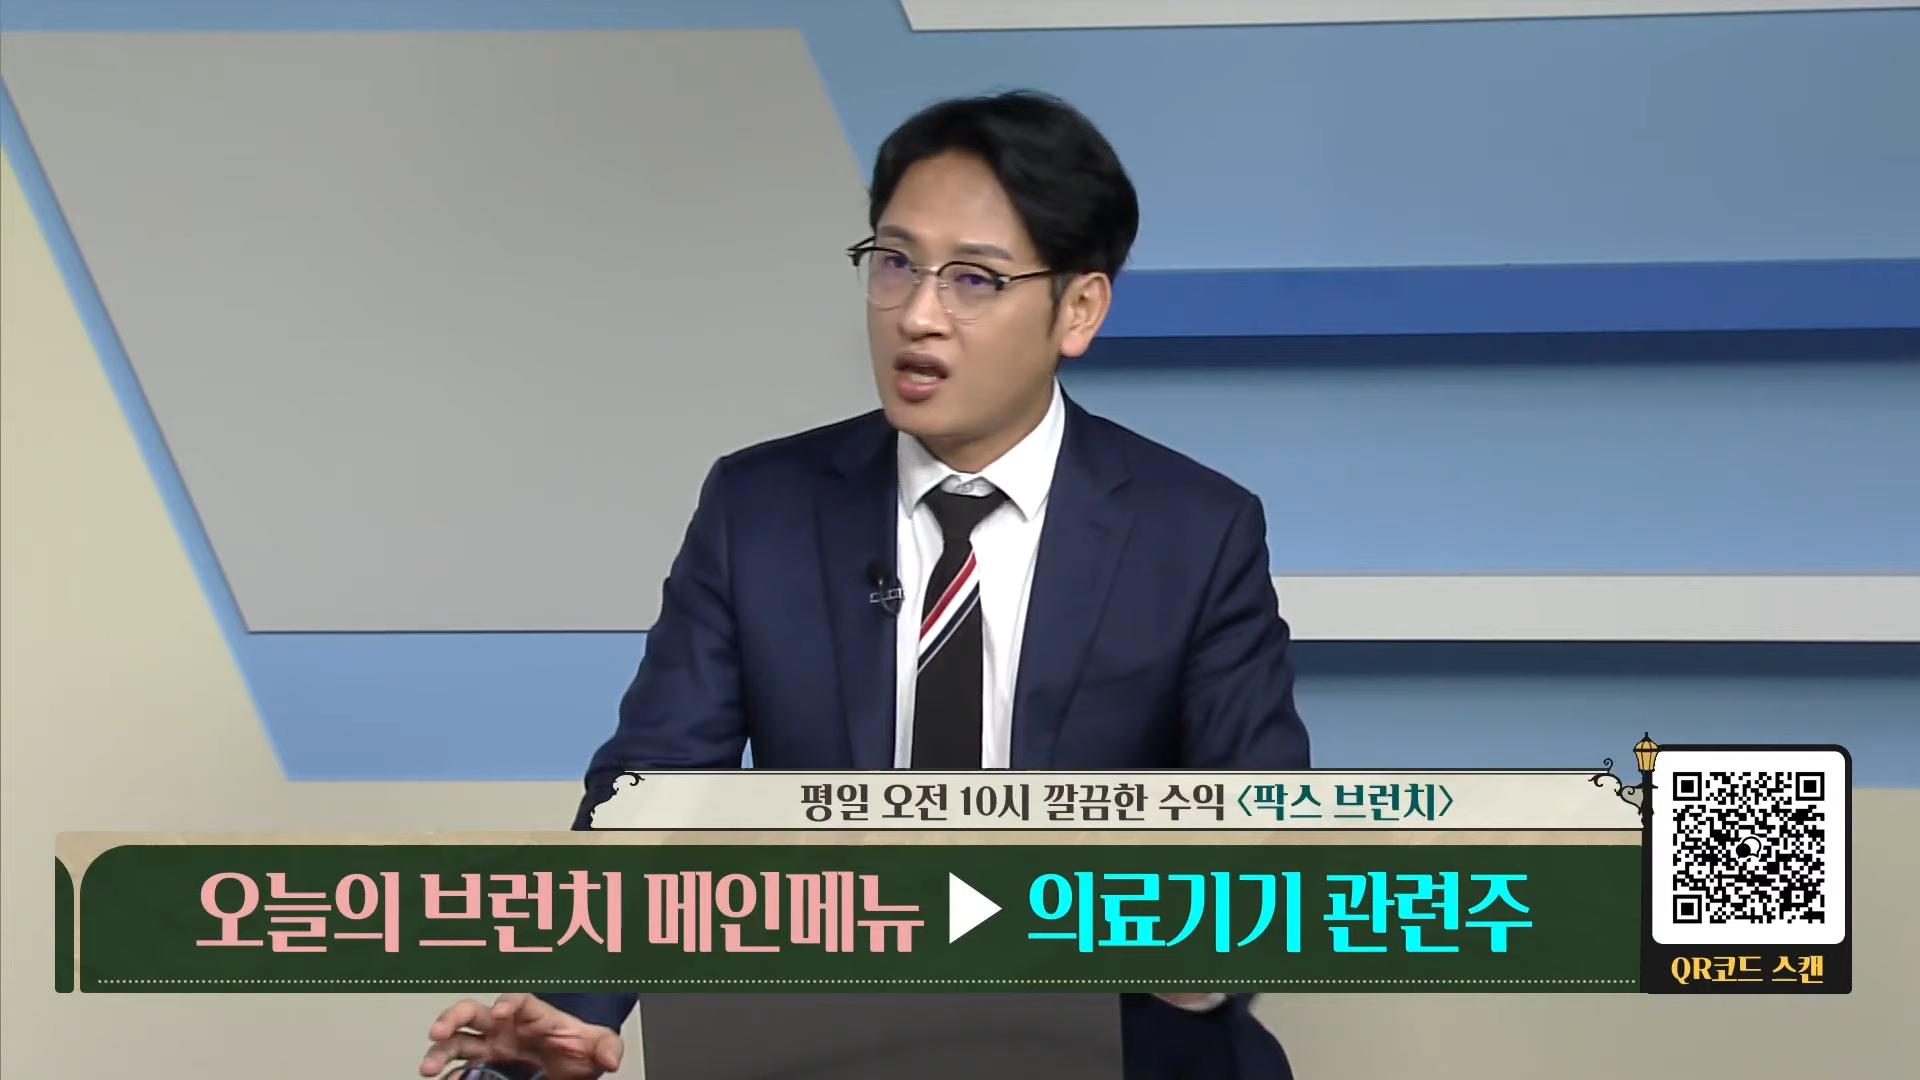 평일 오전 10시 깔끔한 수익 〈팍스 브런치〉
오늘의 브런치 메인메뉴 ▶ 의료기기 관련주
QR코드 스캔